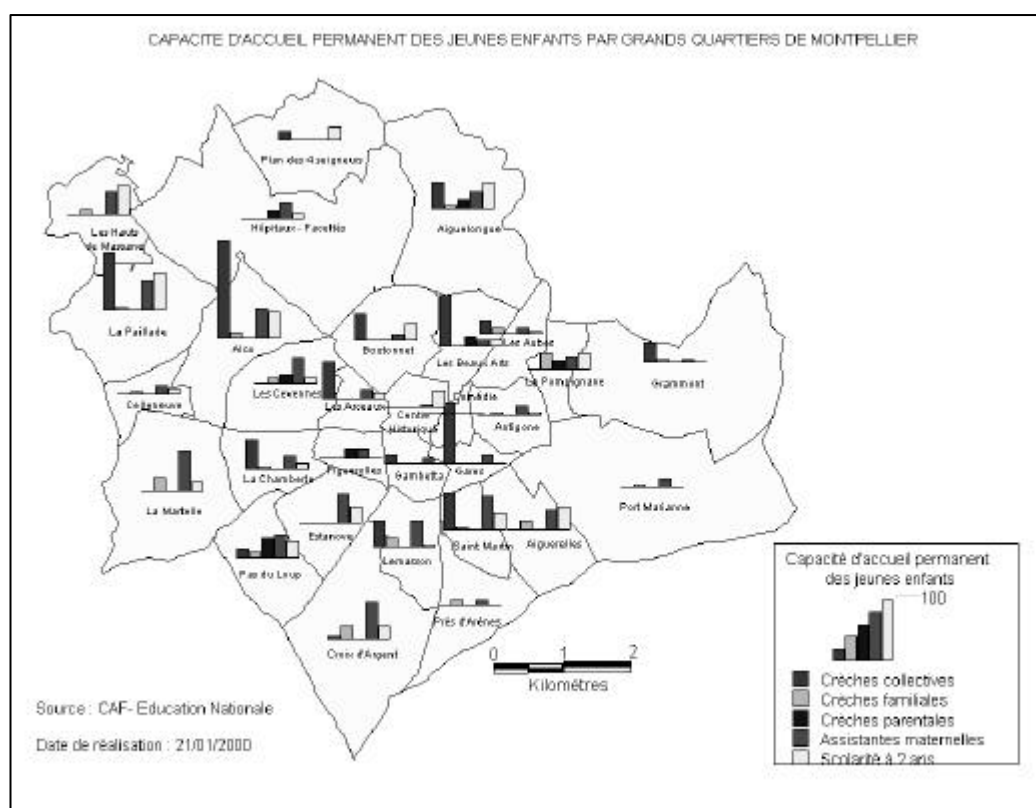 CAPACITE D'ACCUEIL PERMANENT DES JEUNES ENFANTS PAR GRANDS QUARTIERS DE MONTPELLIER
Plan des 4 seigneurs
Les Hauts
de Massane
Hôpitaux - Facultés
Aiguelongue
La Paillade
Alco
Boutonnet
Les Beaux Arts
Les Aubes
La Pompignane
Grammont
Celleneuve
Les Cévennes
Les Arceaux
Centre
Historique
Comédie
Antigone
La Martelle
La Chamberte
Figuerolles
Gambetta
Gares
Port Marianne
Estanove
Pas du Loup
Lemasson
Saint Martin
Aiguerelles
Croix d'Argent
Prés d'Arènes
0 1 2
Kilomètres
Source : CAF- Education Nationale
Date de réalisation : 21/01/2000
Capacité d'accueil permanent
des jeunes enfants
100
Crèches collectives
Crèches familiales
Crèches parentales
Assistantes maternelles
Scolarité à 2 ans